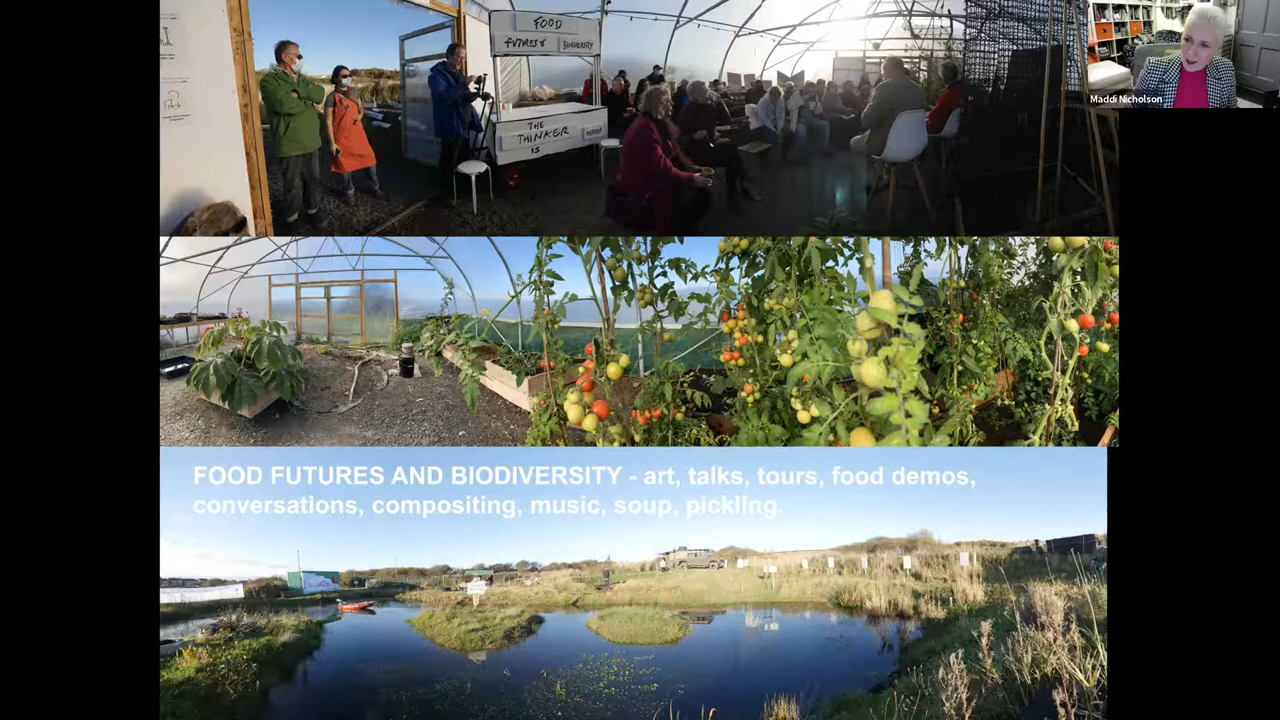 FOOD
FUTURES & BIODIVERSITY
THE
THINKER
IS
Maddi Nicholson
FOOD FUTURES AND BIODIVERSITY - art, talks, tours, food demos,
conversations, compositing, music, soup, pickling.